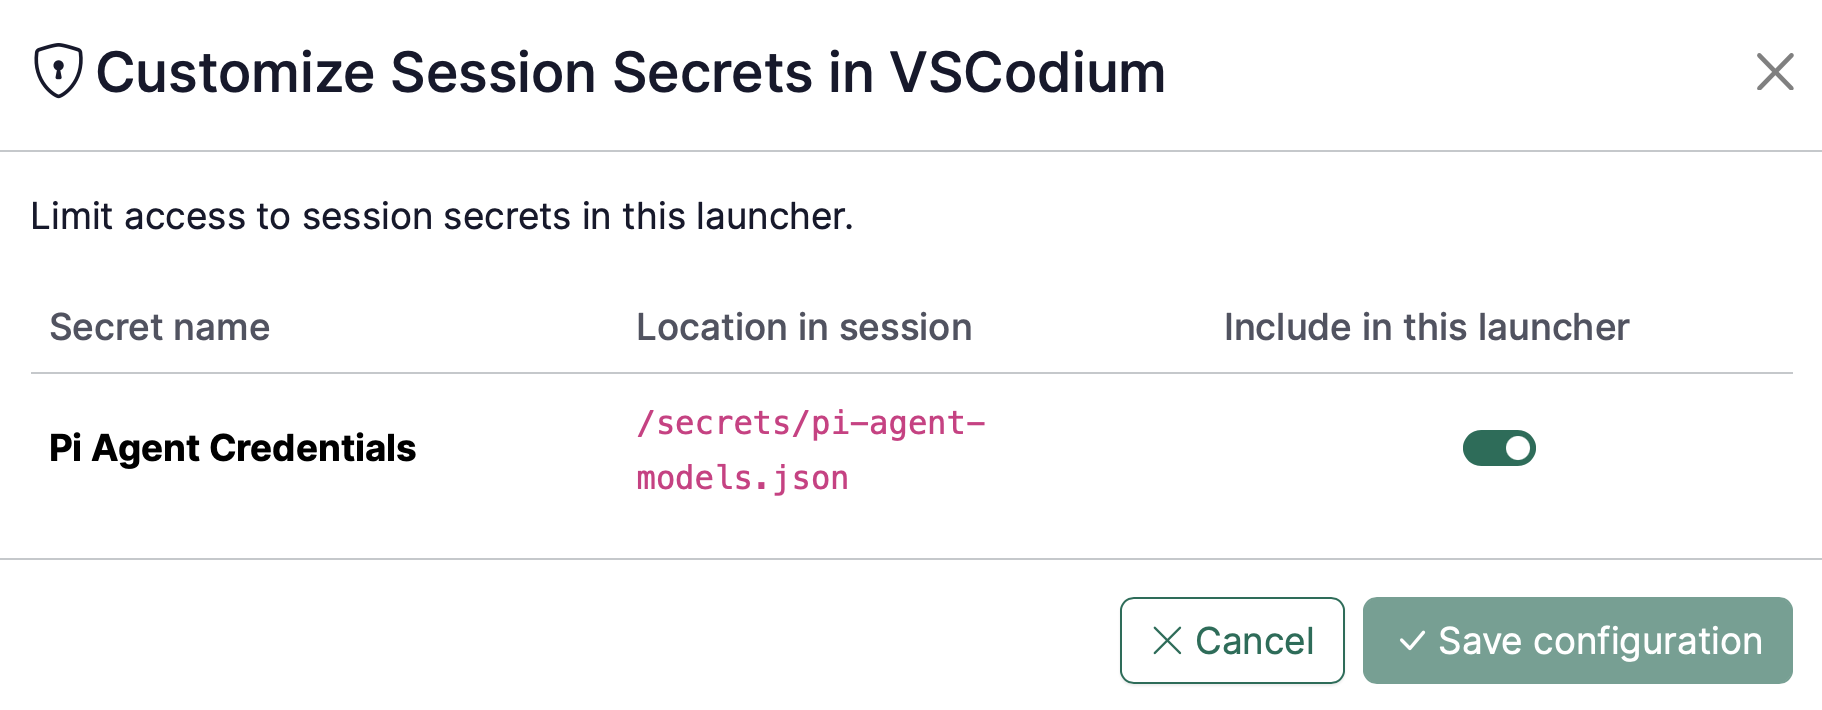 Customize Session Secrets in VSCodium
Limit access to session secrets in this launcher.
Secret name
Location in session
Include in this launcher
Pi Agent Credentials
/secrets/pi-agent-
models.json
Cancel
Save configuration